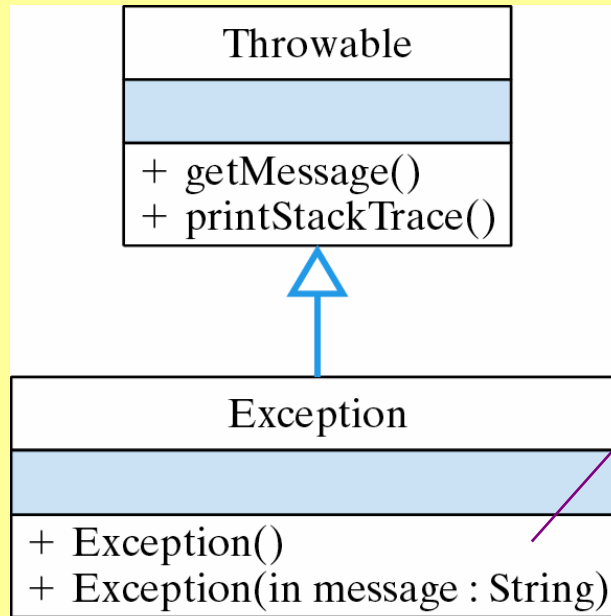 Throwable
+ getMessage()
+ printStackTrace()
Exception
+ Exception()
+ Exception(in message : String)